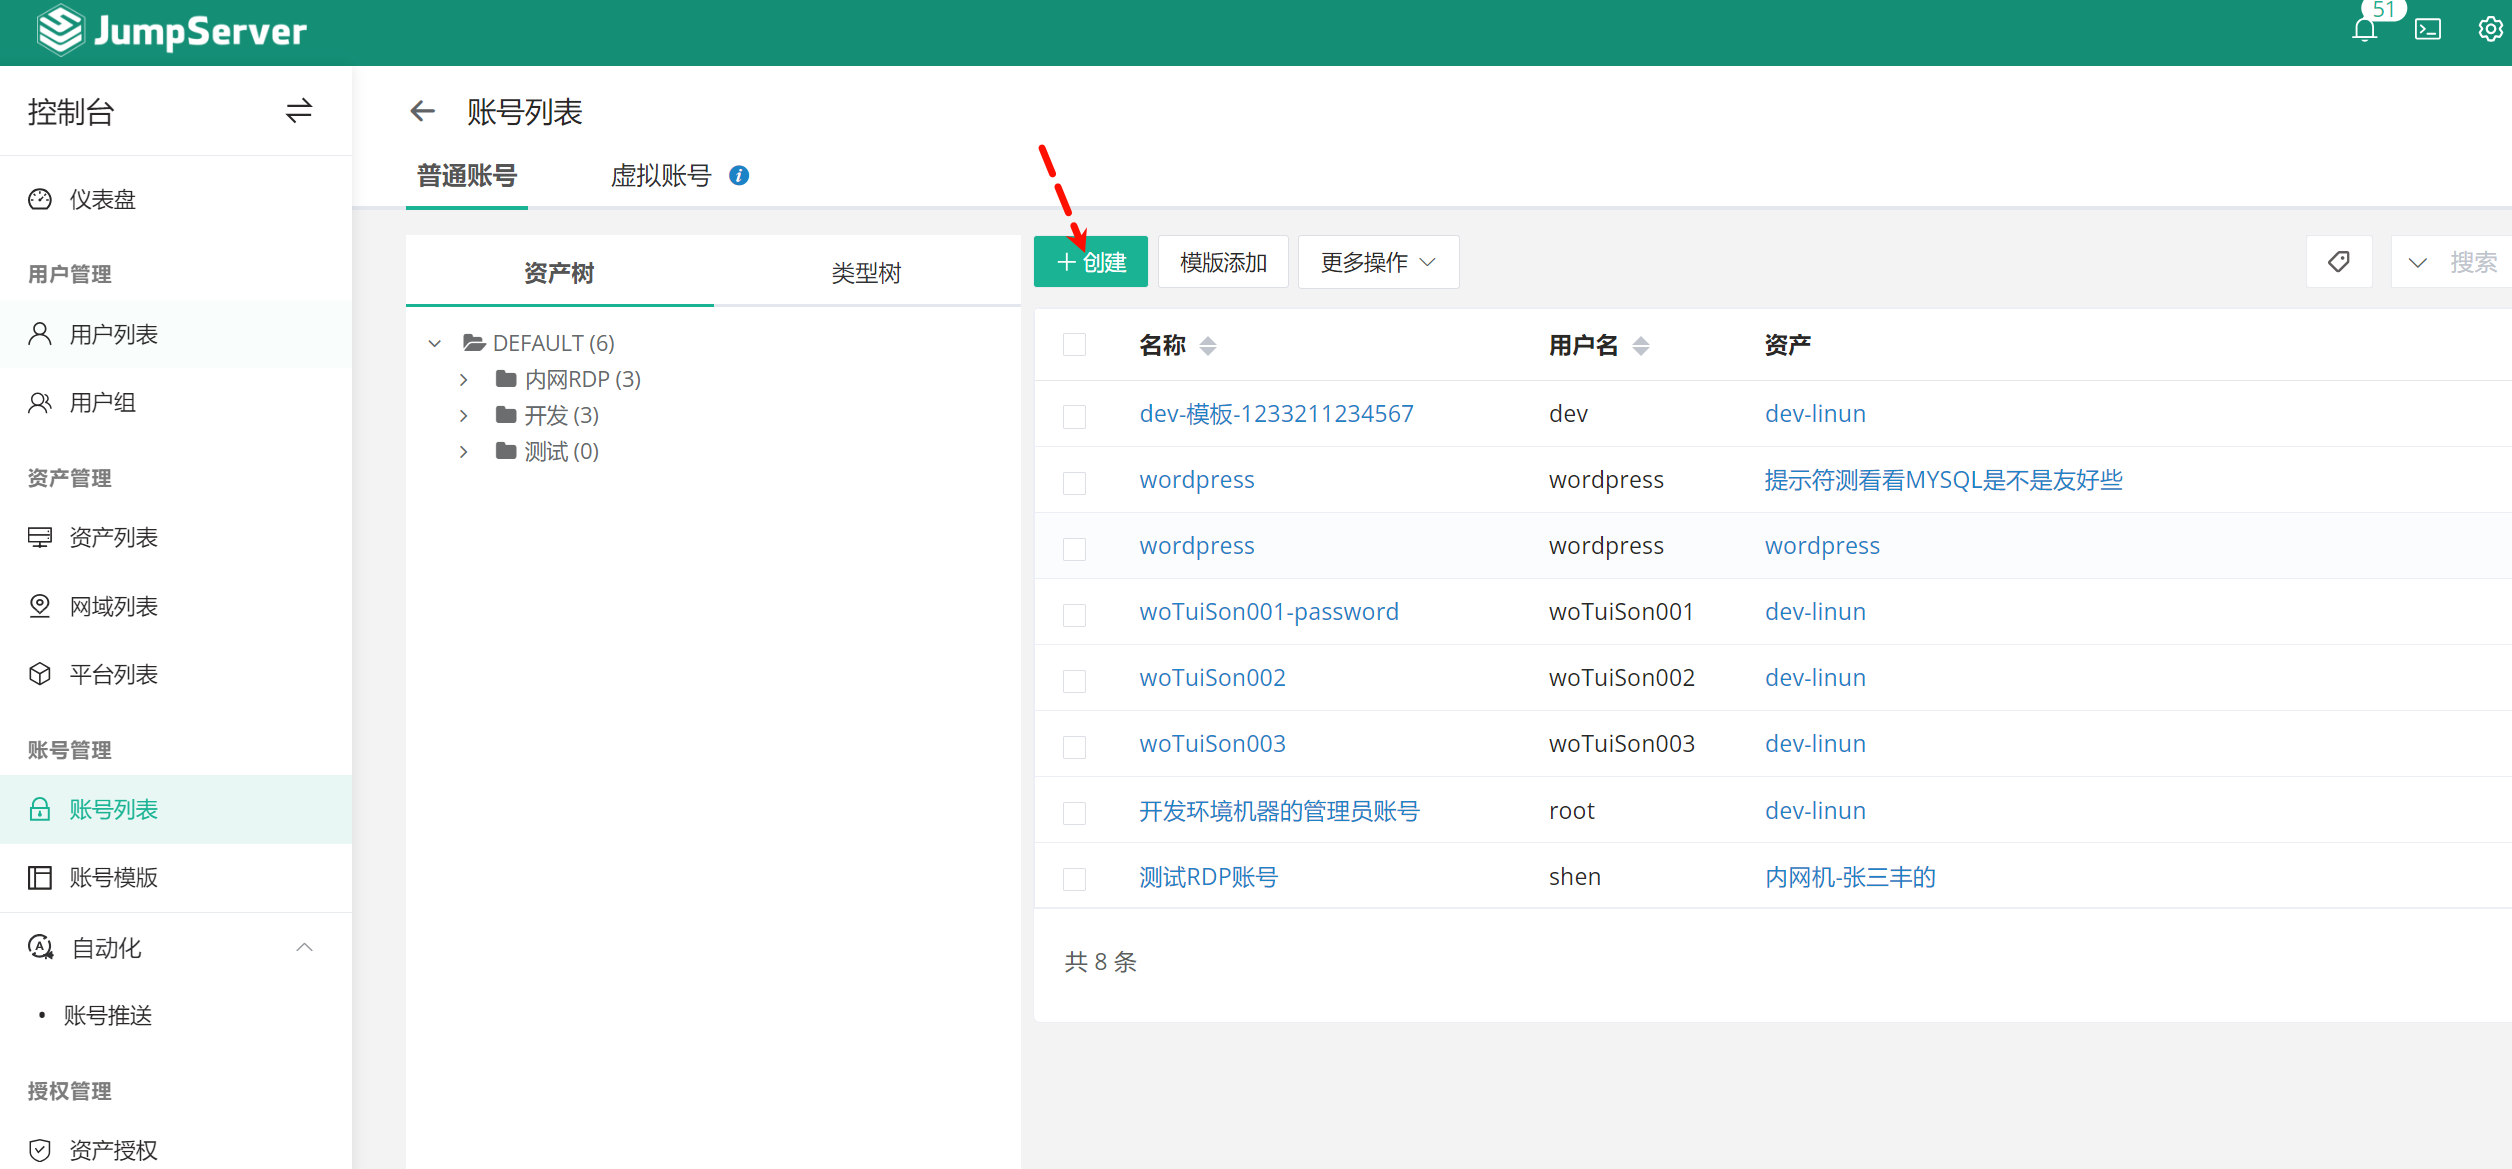 JumpServer
51
控制台
仪表盘
用户管理
用户列表
用户组
资产管理
资产列表
网域列表
平台列表
账号管理
账号列表
账号模版
自动化
账号推送
授权管理
资产授权
账号列表
普通账号
虚拟账号
资产树
类型树
DEFAULT (6)
内网RDP (3)
开发 (3)
测试 (0)
创建
模版添加
更多操作
搜索
名称 用户名 资产
dev-模板-1233211234567 dev dev-linun
wordpress wordpress 提示符测看看MYSQL是不是友好些
wordpress wordpress wordpress
woTuiSon001-password woTuiSon001 dev-linun
woTuiSon002 woTuiSon002 dev-linun
woTuiSon003 woTuiSon003 dev-linun
开发环境机器的管理员账号 root dev-linun
测试RDP账号 shen 内网机-张三丰的
共 8 条